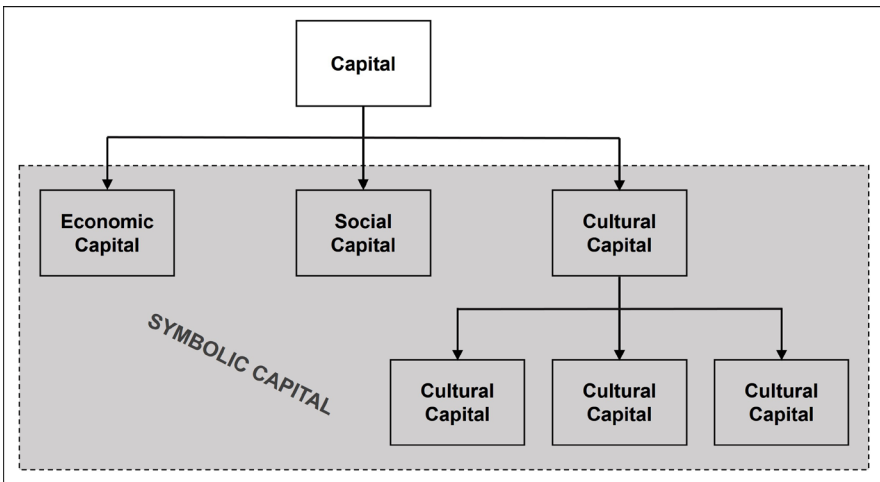 Capital
Economic
Capital
Social
Capital
Cultural
Capital
SYMBOLIC CAPITAL
Cultural
Capital
Cultural
Capital
Cultural
Capital